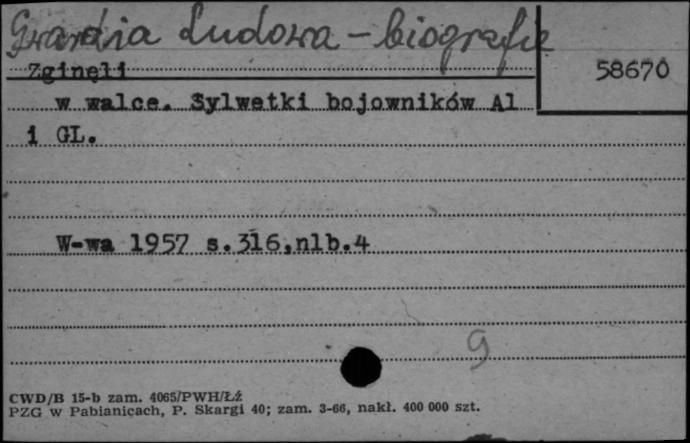 Gwardia Ludowa - biografie
Zginęli
58670
w walce. Sylwetki bojowników Al
i GL.
W-wa 1957 s.316,nlb.4
9
CWD/B 15-b zam. 4065/PWH/Łź
PZG w Pabianicach, P. Skargi 40; zam. 3-66, nakł. 400 000 szt.